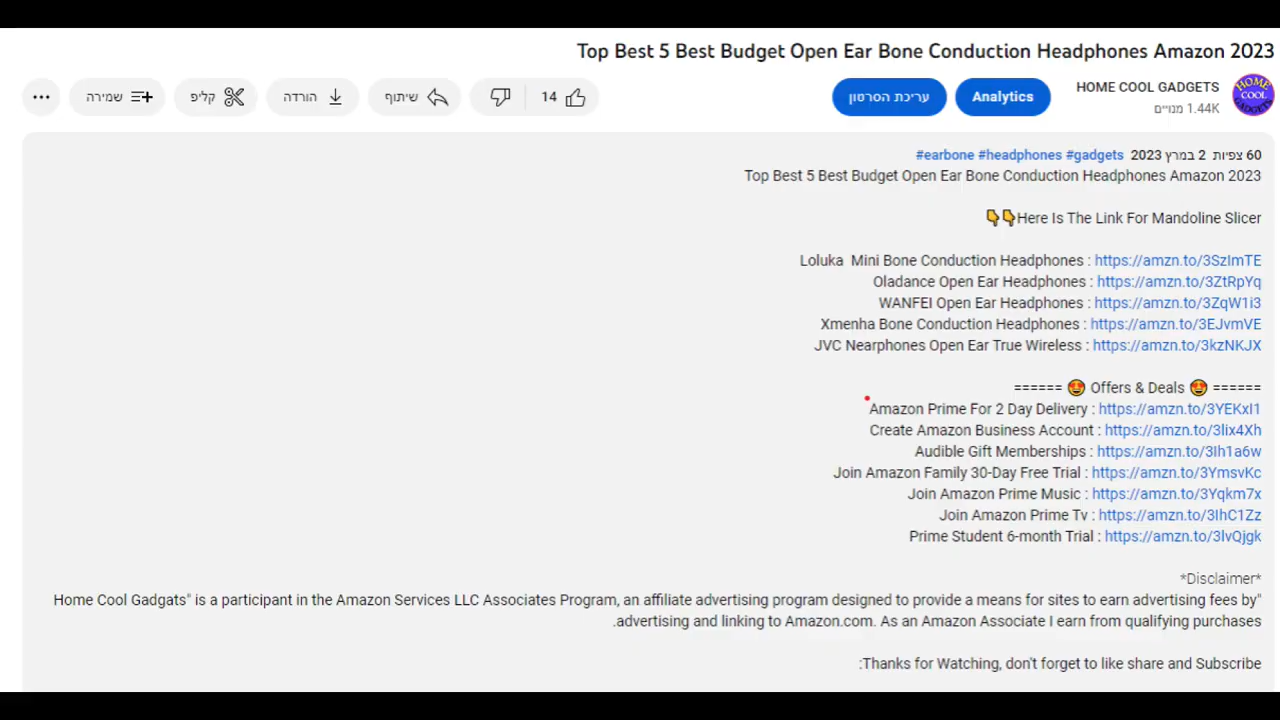 Top Best 5 Best Budget Open Ear Bone Conduction Headphones Amazon 2023
HOME COOL GADGETS
1.44K מנויים
HOME COOL GADGETS
Analytics
עריכת הסרטון
14
שיתוף
הורדה
קליפ
שמירה
60 צפיות 2 במרץ 2023 #earbone #headphones #gadgets
Top Best 5 Best Budget Open Ear Bone Conduction Headphones Amazon 2023
👇👇Here Is The Link For Mandoline Slicer
Loluka Mini Bone Conduction Headphones : https://amzn.to/3SzImTE
Oladance Open Ear Headphones : https://amzn.to/3ZtRpYq
WANFEI Open Ear Headphones : https://amzn.to/3ZqW1i3
Xmenha Bone Conduction Headphones : https://amzn.to/3EJvmVE
JVC Nearphones Open Ear True Wireless : https://amzn.to/3kzNKJX
====== 😍 Offers & Deals 😍 ======
Amazon Prime For 2 Day Delivery : https://amzn.to/3YEKxI1
Create Amazon Business Account : https://amzn.to/3lix4Xh
Audible Gift Memberships : https://amzn.to/3Ih1a6w
Join Amazon Family 30-Day Free Trial : https://amzn.to/3YmsvKc
Join Amazon Prime Music : https://amzn.to/3Yqkm7x
Join Amazon Prime Tv : https://amzn.to/3IhC1Zz
Prime Student 6-month Trial : https://amzn.to/3lvQjgk
*Disclaimer*
"Home Cool Gadgats" is a participant in the Amazon Services LLC Associates Program, an affiliate advertising program designed to provide a means for sites to earn advertising fees by
advertising and linking to Amazon.com. As an Amazon Associate I earn from qualifying purchases.
Thanks for Watching, don't forget to like share and Subscribe: